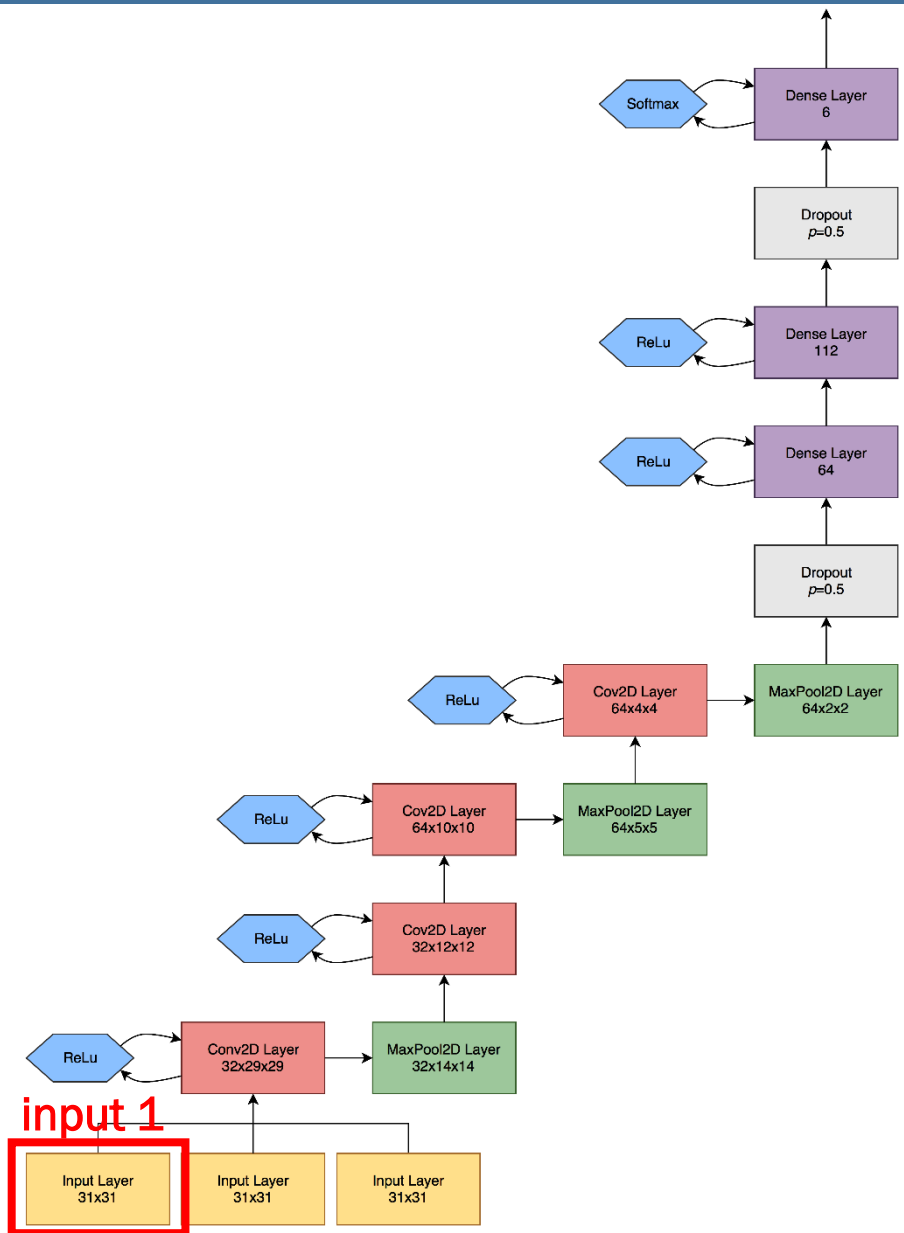 Softmax
Dense Layer
6
Dropout
p=0.5
ReLu
Dense Layer
112
ReLu
Dense Layer
64
Dropout
p=0.5
ReLu
Cov2D Layer
64x4x4
MaxPool2D Layer
64x2x2
ReLu
Cov2D Layer
64x10x10
MaxPool2D Layer
64x5x5
ReLu
Cov2D Layer
32x12x12
ReLu
Conv2D Layer
32x29x29
MaxPool2D Layer
32x14x14
input 1
Input Layer
31x31
Input Layer
31x31
Input Layer
31x31